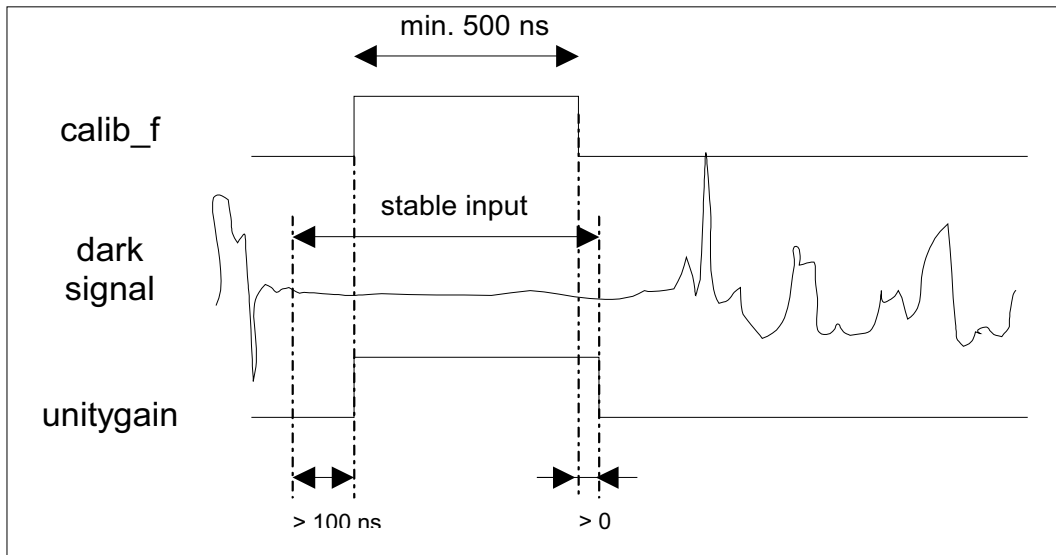 min. 500 ns
calib_f
stable input
dark
signal
unitygain
> 100 ns
> 0